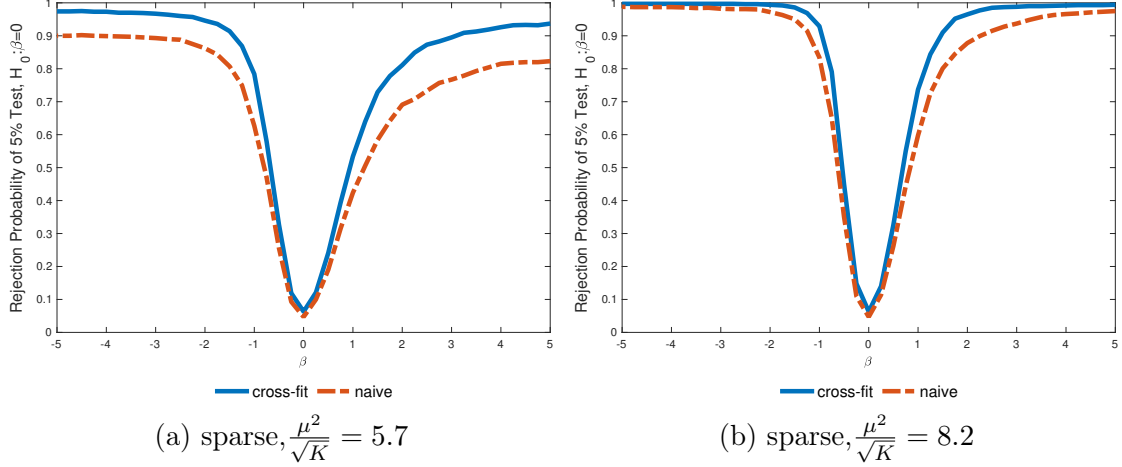 Rejection Probability of 5% Test, H0:β=0
1
0.9
0.8
0.7
0.6
0.5
0.4
0.3
0.2
0.1
0
-5 -4 -3 -2 -1 0 1 2 3 4 5
β
cross-fit naive
(a) sparse, μ²/√K = 5.7
Rejection Probability of 5% Test, H0:β=0
1
0.9
0.8
0.7
0.6
0.5
0.4
0.3
0.2
0.1
0
-5 -4 -3 -2 -1 0 1 2 3 4 5
β
cross-fit naive
(b) sparse, μ²/√K = 8.2